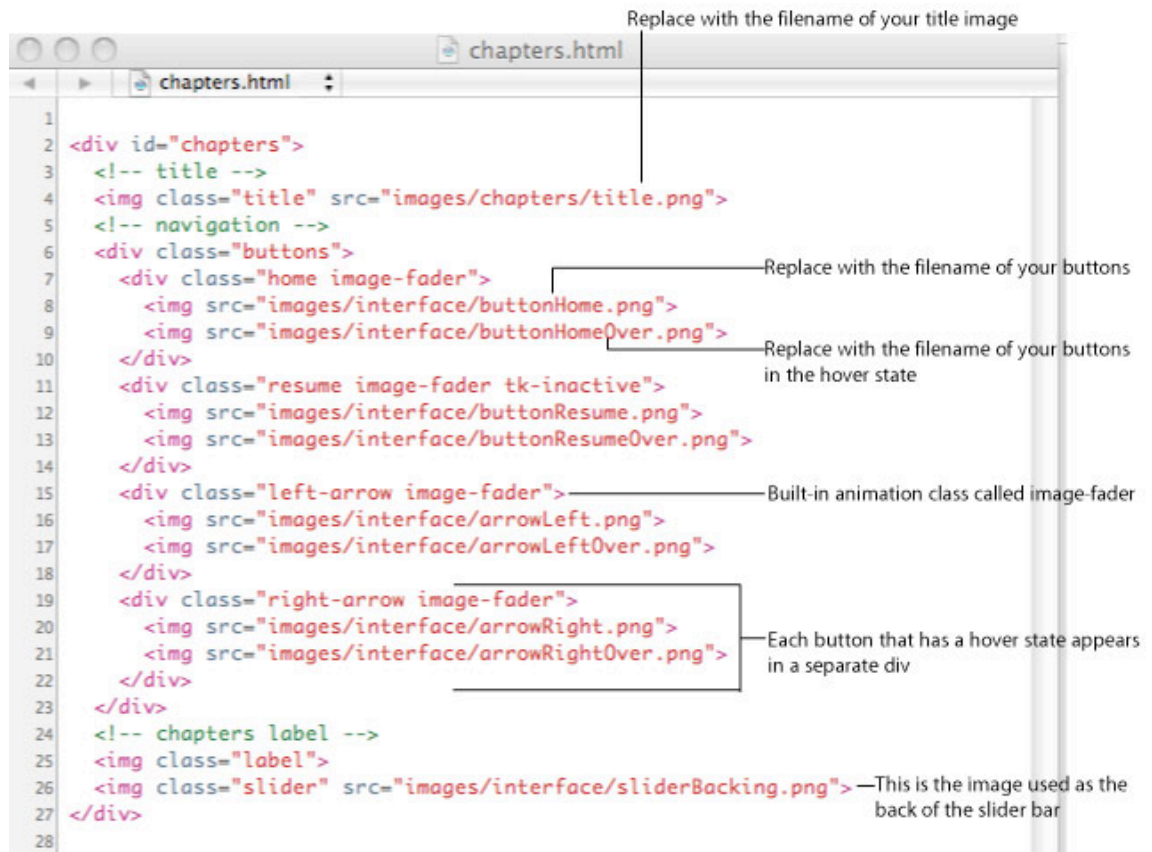 Replace with the filename of your title image
chapters.html
chapters.html
1
2 <div id="chapters">
3 <!-- title -->
4 <img class="title" src="images/chapters/title.png">
5 <!-- navigation -->
6 <div class="buttons">
Replace with the filename of your buttons
7 <div class="home image-fader">
8 <img src="images/interface/buttonHome.png">
9 <img src="images/interface/buttonHomeOver.png">
Replace with the filename of your buttons
in the hover state
10 </div>
11 <div class="resume image-fader tk-inactive">
12 <img src="images/interface/buttonResume.png">
13 <img src="images/interface/buttonResumeOver.png">
14 </div>
15 <div class="left-arrow image-fader">
Built-in animation class called image-fader
16 <img src="images/interface/arrowLeft.png">
17 <img src="images/interface/arrowLeftOver.png">
18 </div>
19 <div class="right-arrow image-fader">
20 <img src="images/interface/arrowRight.png">
21 <img src="images/interface/arrowRightOver.png">
Each button that has a hover state appears
in a separate div
22 </div>
23 </div>
24 <!-- chapters label -->
25 <img class="label">
26 <img class="slider" src="images/interface/sliderBacking.png">
This is the image used as the
back of the slider bar
27 </div>
28